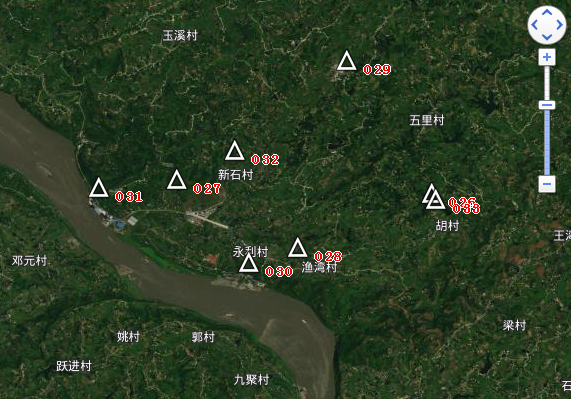 玉溪村
029
五里村
032
新石村
027
031
033
胡村
永利村
028
渔湾村
030
邓元村
梁村
姚村
郭村
跃进村
九聚村
石